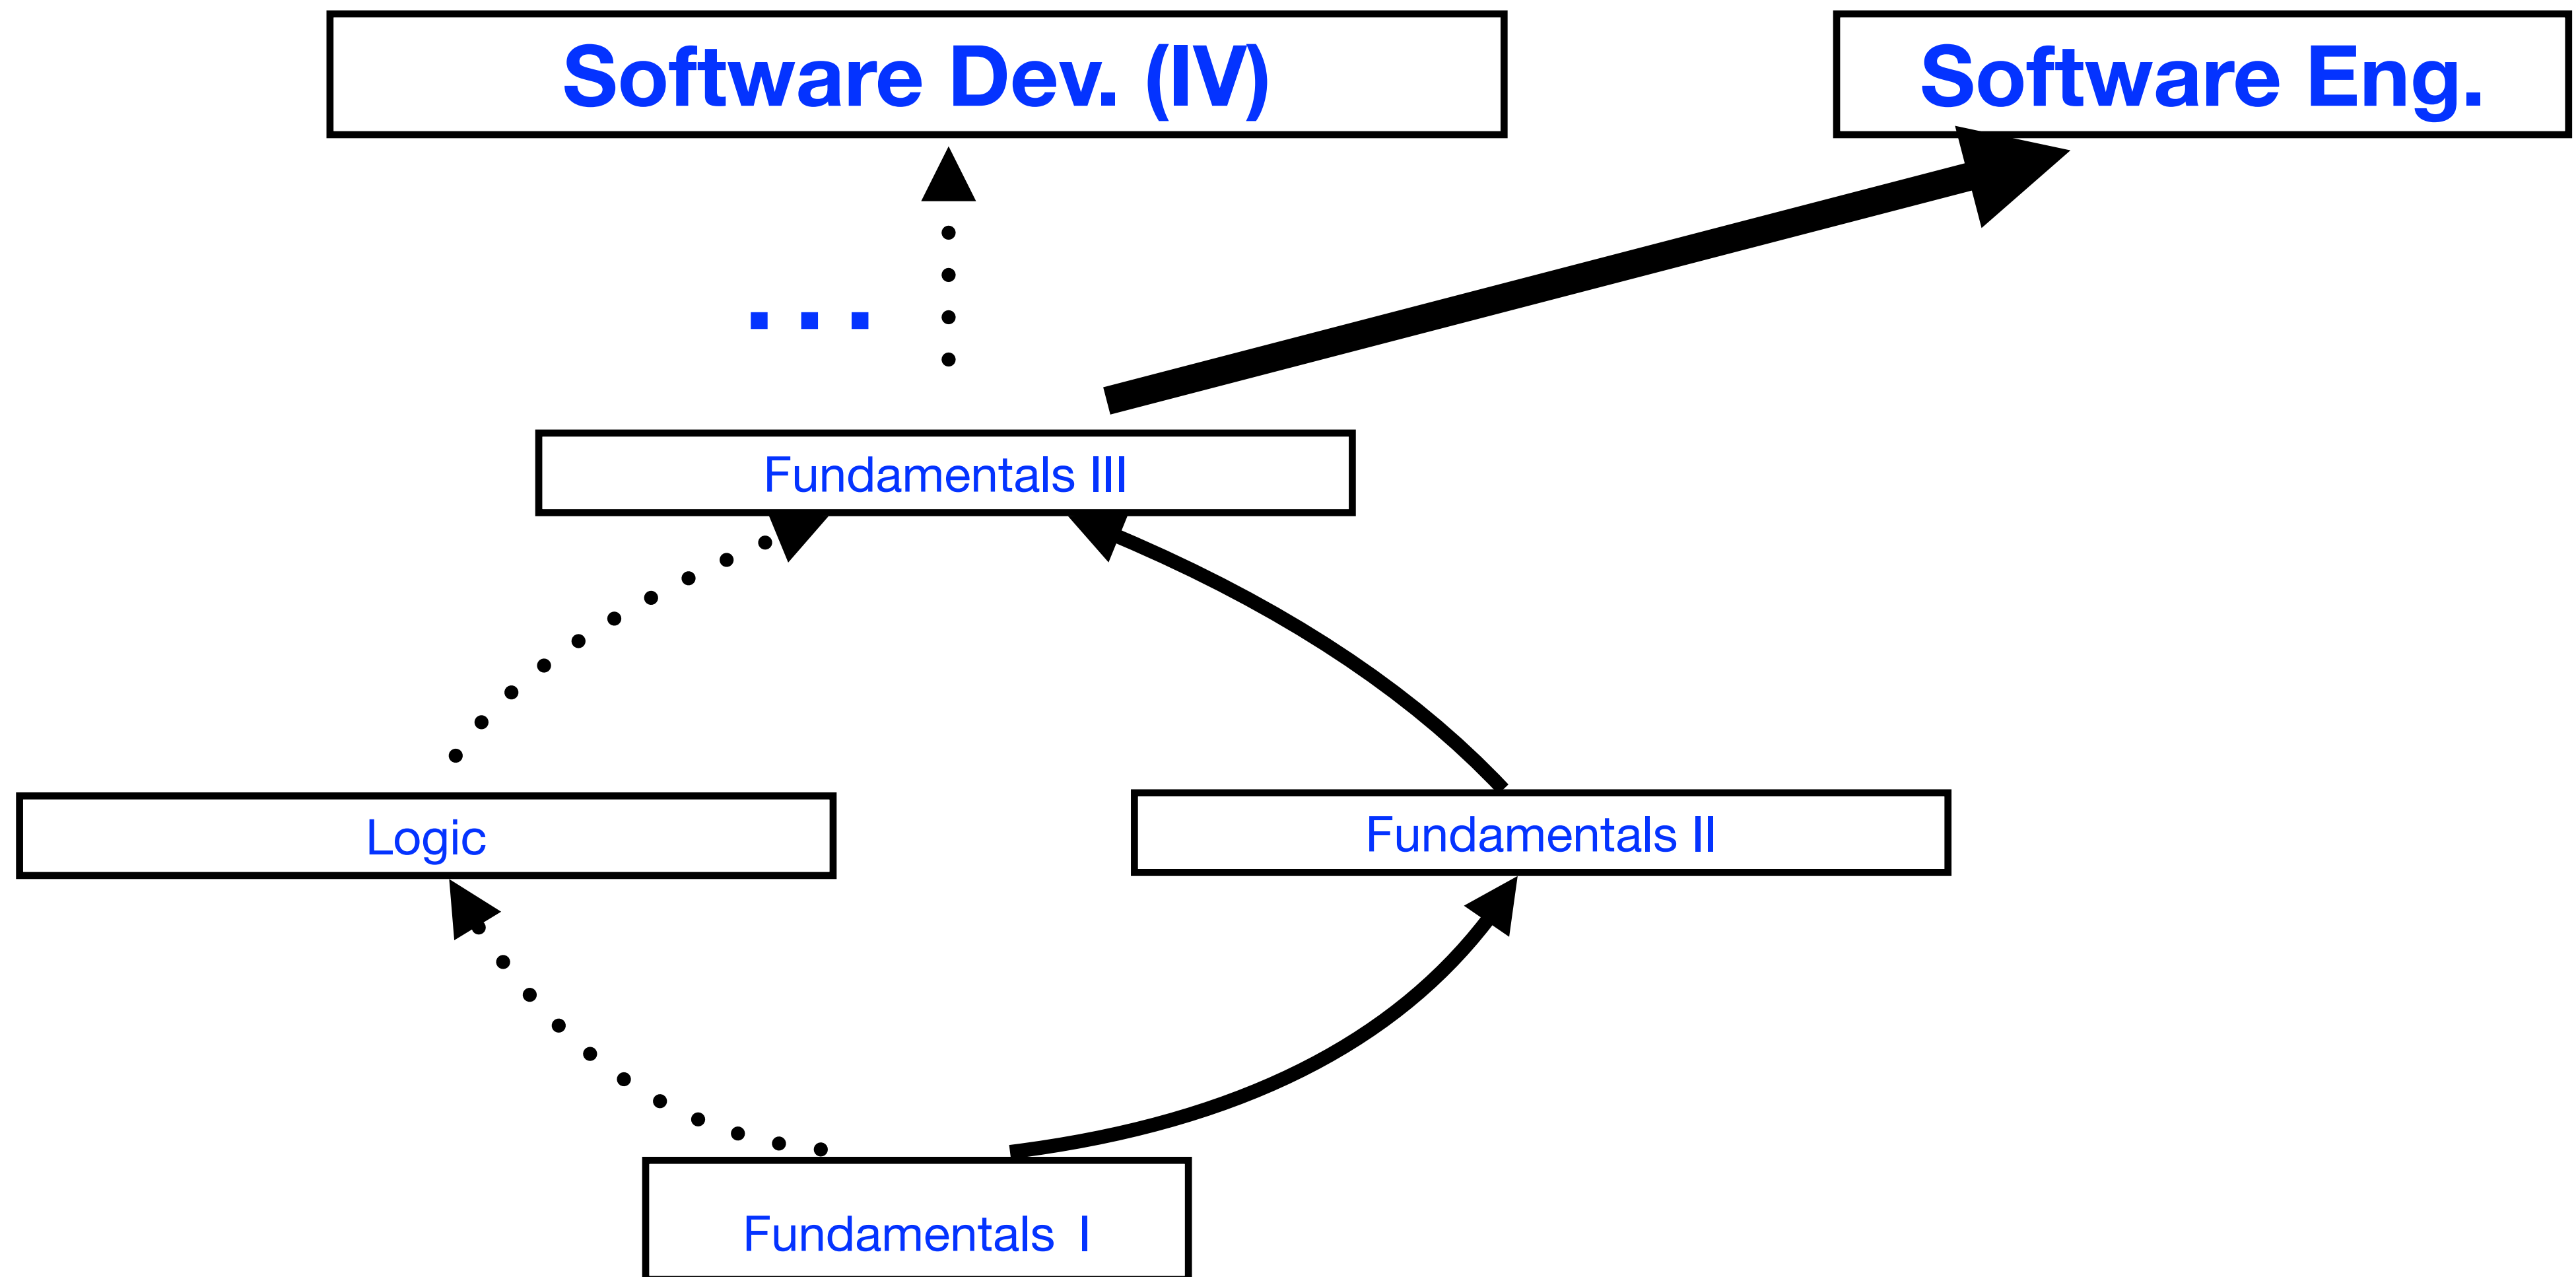 Software Dev. (IV)
Software Eng.
...
Fundamentals III
Logic
Fundamentals II
Fundamentals I